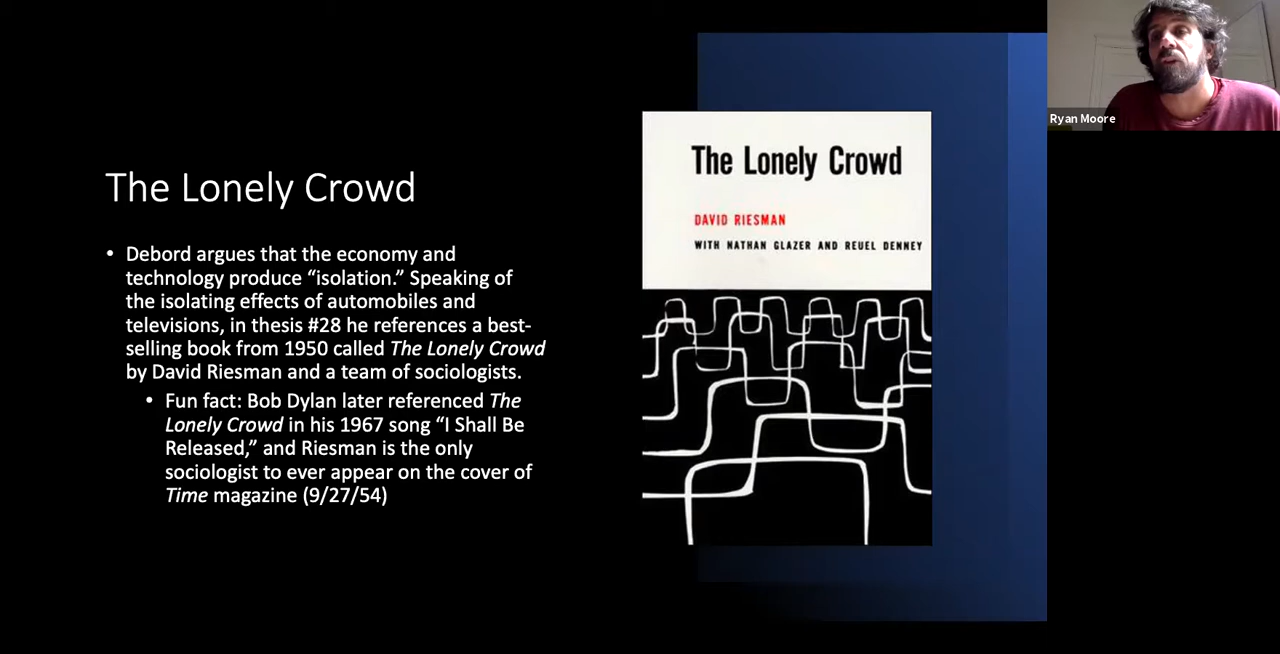 The Lonely Crowd
• Debord argues that the economy and
technology produce “isolation.” Speaking of
the isolating effects of automobiles and
televisions, in thesis #28 he references a best-
selling book from 1950 called The Lonely Crowd
by David Riesman and a team of sociologists.
• Fun fact: Bob Dylan later referenced The
Lonely Crowd in his 1967 song “I Shall Be
Released,” and Riesman is the only
sociologist to ever appear on the cover of
Time magazine (9/27/54)
The Lonely Crowd
DAVID RIESMAN
WITH NATHAN GLAZER AND REUEL DENNEY
Ryan Moore